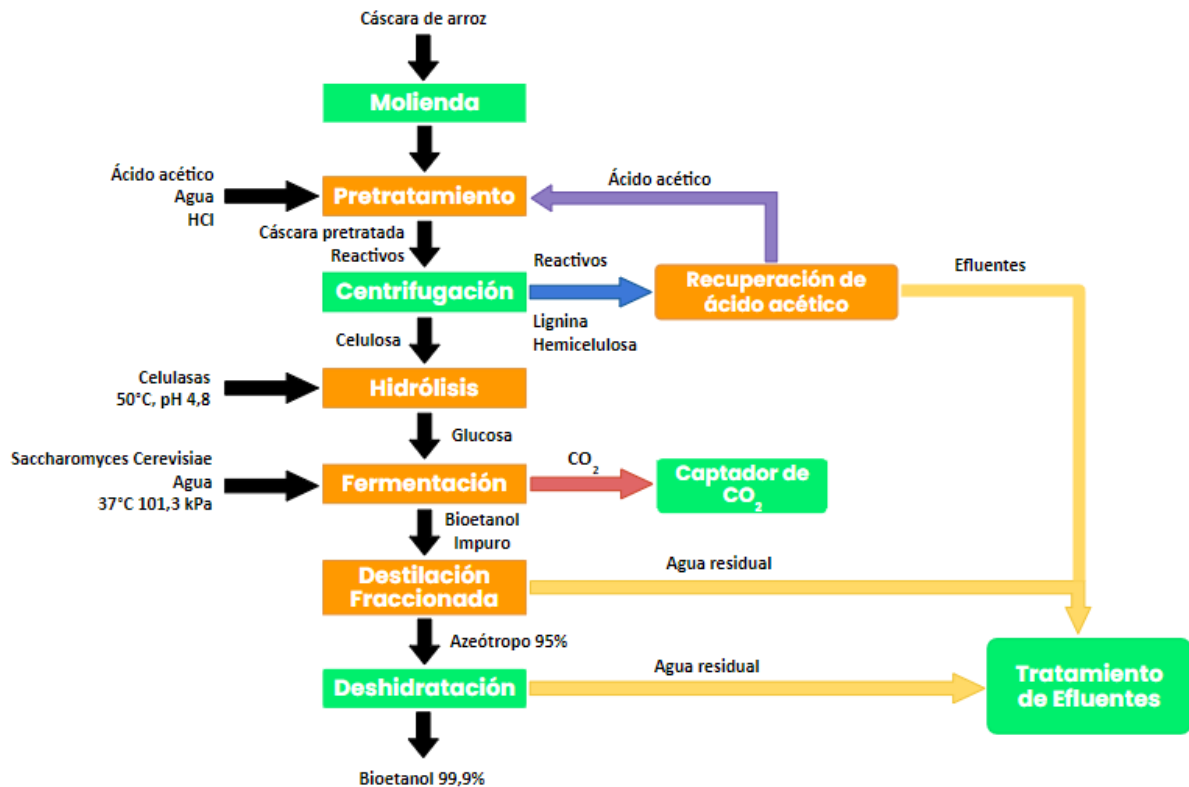 Cáscara de arroz
Molienda
Ácido acético
Agua
HCl
Pretratamiento
Ácido acético
Cáscara pretratada
Reactivos
Centrifugación
Reactivos
Lignina
Hemicelulosa
Recuperación de
ácido acético
Efluentes
Celulosa
Celulasas
50°C, pH 4,8
Hidrólisis
Glucosa
Saccharomyces Cerevisiae
Agua
37°C 101,3 kPa
Fermentación
CO₂
Captador de
CO₂
Bioetanol
Impuro
Destilación
Fraccionada
Agua residual
Azeótropo 95%
Deshidratación
Agua residual
Tratamiento
de Efluentes
Bioetanol 99,9%